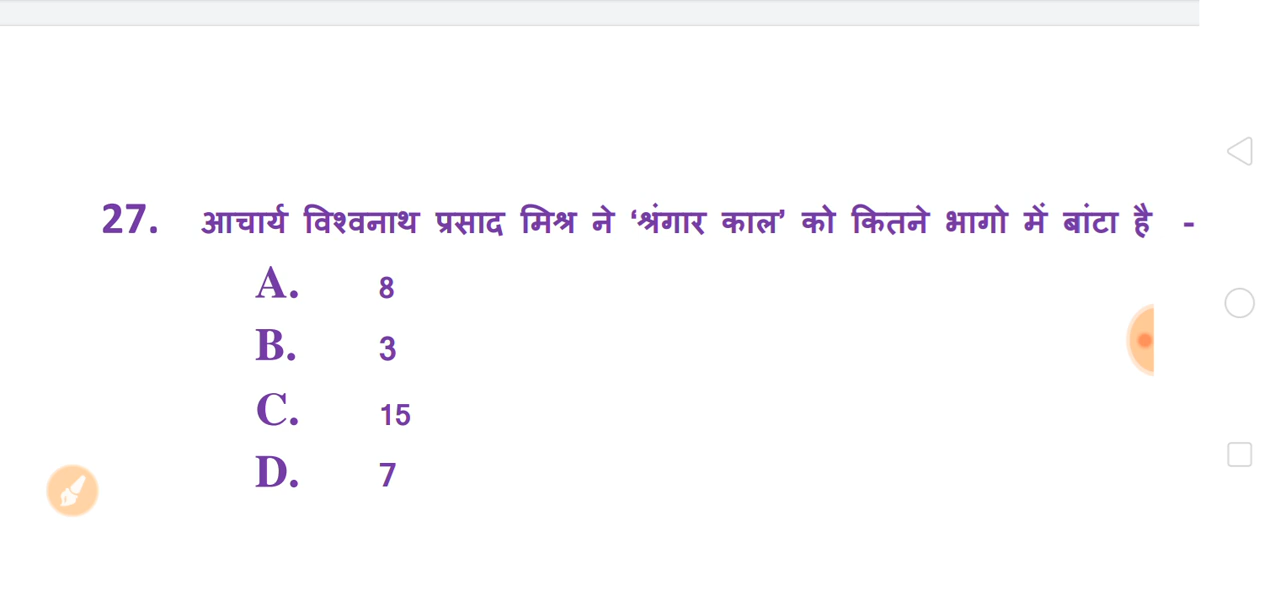 27. आचार्य विश्वनाथ प्रसाद मिश्र ने ‘श्रंगार काल’ को कितने भागो में बांटा है -
A. 8
B. 3
C. 15
D. 7